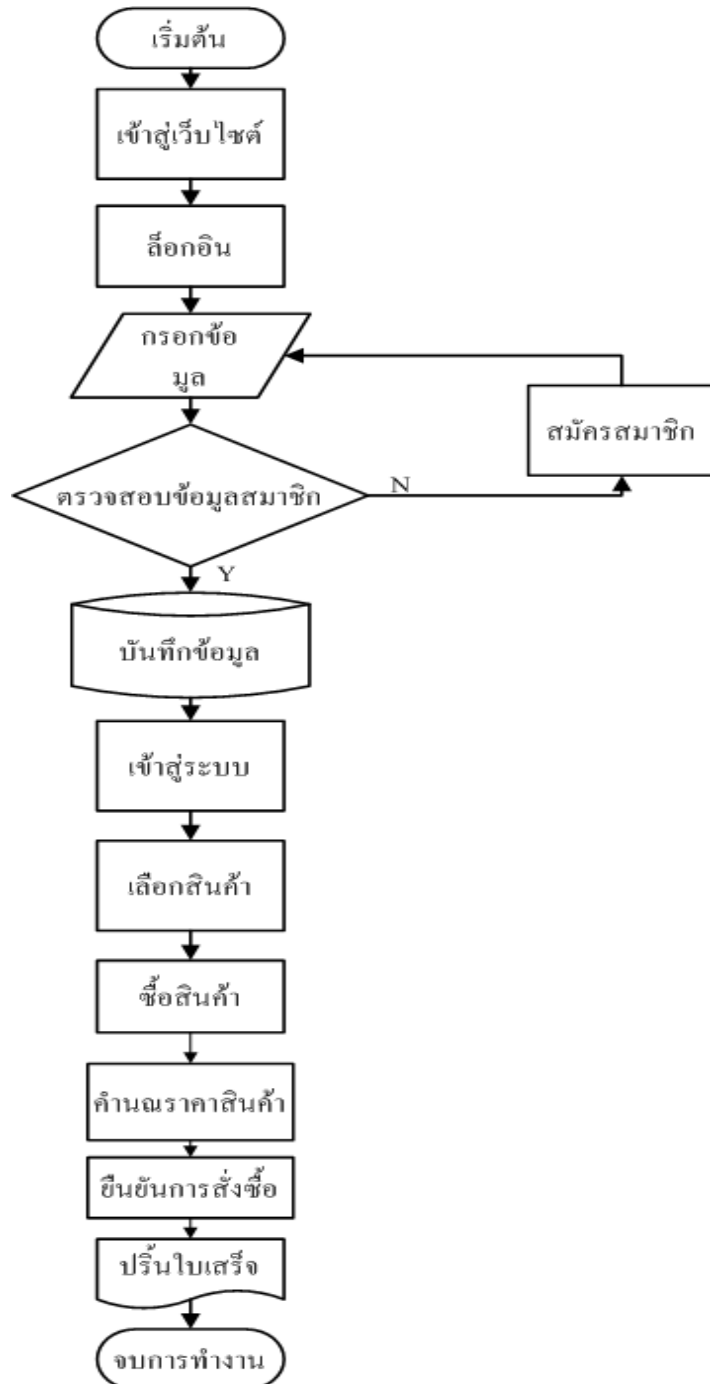 เริ่มต้น
เข้าสู่เว็บไซต์
ล็อกอิน
กรอกข้อ
มูล
สมัครสมาชิก
ตรวจสอบข้อมูลสมาชิก
N
Y
บันทึกข้อมูล
เข้าสู่ระบบ
เลือกสินค้า
ซื้อสินค้า
คำนณราคาสินค้า
ยืนยันการสั่งซื้อ
ปริ้นใบเสร็จ
จบการทำงาน